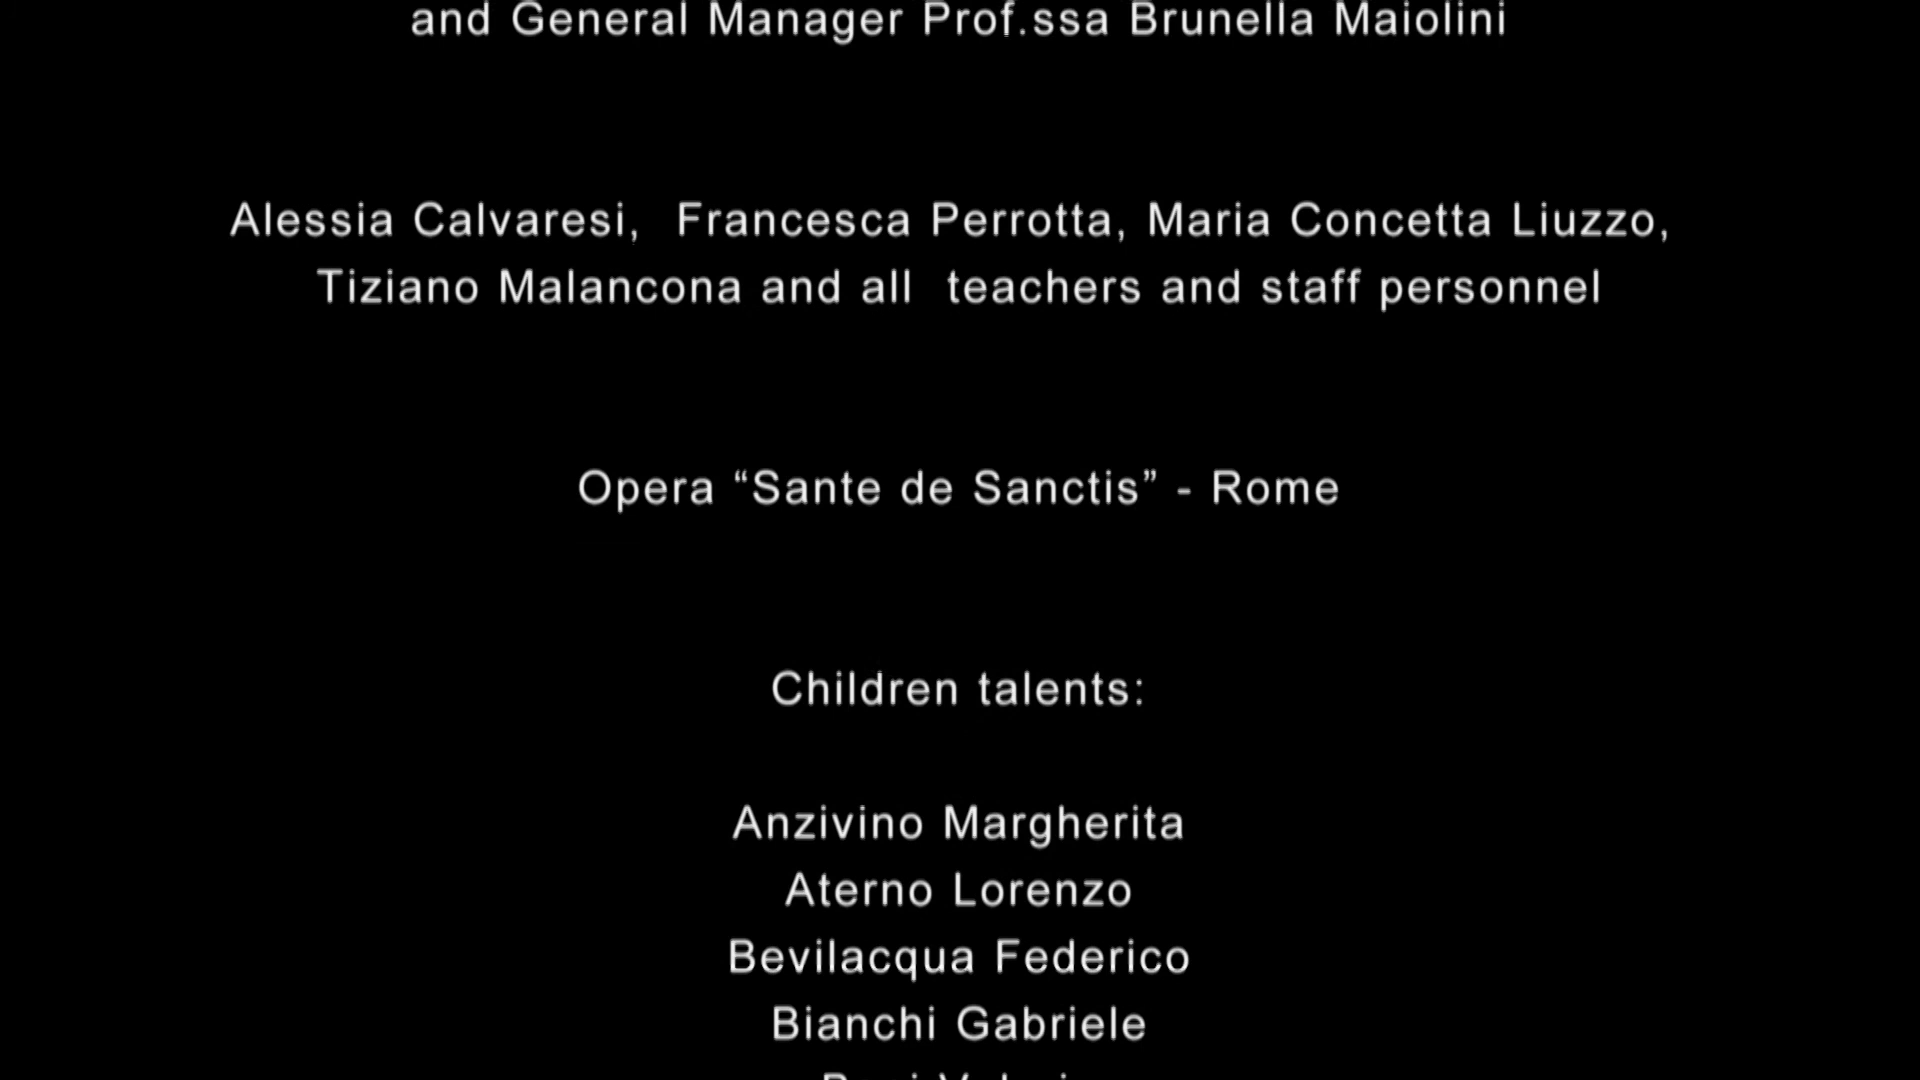 and General Manager Prof.ssa Brunella Maiolini
Alessia Calvaresi,  Francesca Perrotta, Maria Concetta Liuzzo,
Tiziano Malancona and all  teachers and staff personnel
Opera “Sante de Sanctis” - Rome
Children talents:
Anzivino Margherita
Aterno Lorenzo
Bevilacqua Federico
Bianchi Gabriele